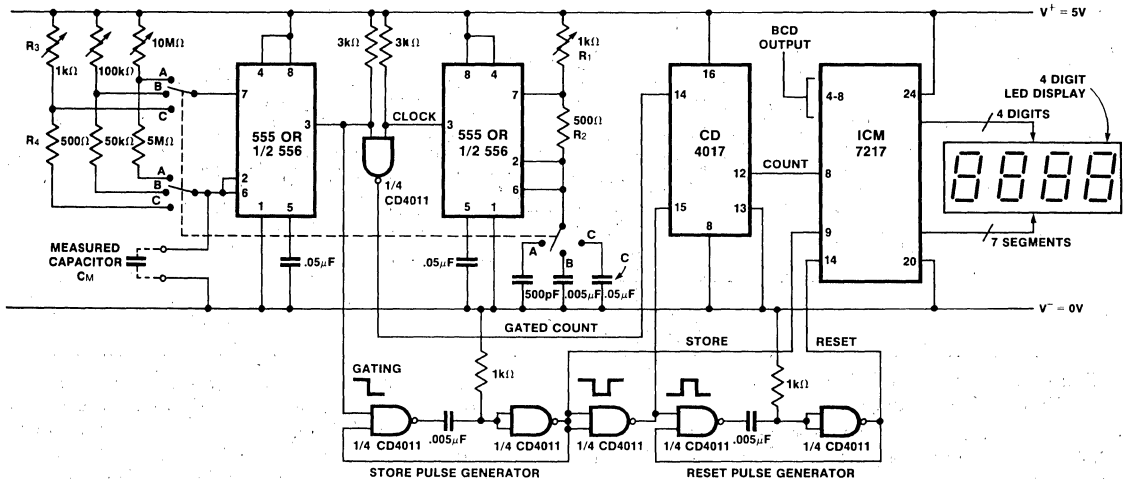 V+ = 5V
R3
1kΩ
100kΩ
10MΩ
A
B
C
R4
500Ω
50kΩ
5MΩ
A
B
C
MEASURED
CAPACITOR
CM
4
8
7
3
555 OR
1/2 556
2
6
1
5
.05µF
3kΩ
3kΩ
CLOCK
1/4
CD4011
8
4
3
7
555 OR
1/2 556
2
6
5
1
.05µF
1kΩ
R1
500Ω
R2
A
B
C
C
500pF
.005µF
.05µF
16
14
CD
4017
12
15
13
8
COUNT
BCD
OUTPUT
4-8
24
ICM
7217
8
9
14
20
4 DIGIT
LED DISPLAY
4 DIGITS
8888
7 SEGMENTS
V- = 0V
GATED COUNT
STORE
RESET
GATING
1kΩ
1kΩ
.005µF
.005µF
1/4 CD4011
1/4 CD4011
1/4 CD4011
1/4 CD4011
1/4 CD4011
STORE PULSE GENERATOR
RESET PULSE GENERATOR